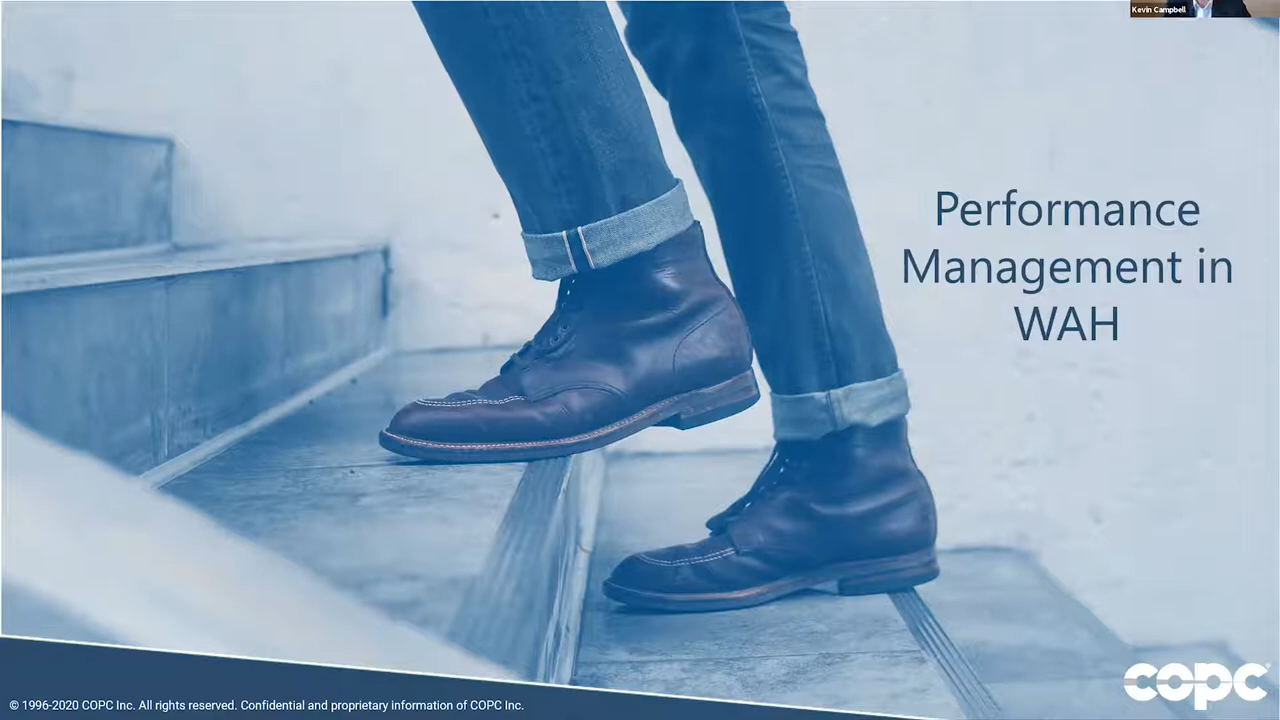 Kevin Campbell
Performance
Management in
WAH
copc
© 1996-2020 COPC Inc. All rights reserved. Confidential and proprietary information of COPC Inc.